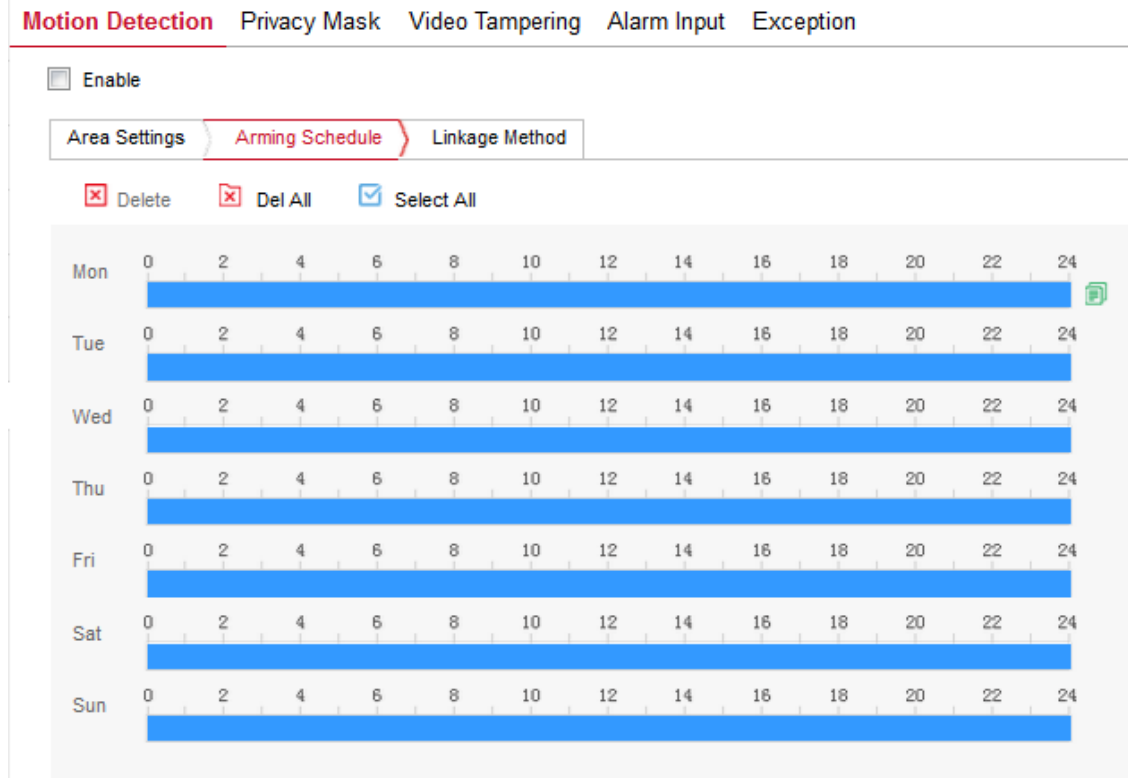 Motion Detection Privacy Mask Video Tampering Alarm Input Exception
Enable
Area Settings Arming Schedule Linkage Method
Delete Del All Select All
Mon 0 2 4 6 8 10 12 14 16 18 20 22 24
Tue 0 2 4 6 8 10 12 14 16 18 20 22 24
Wed 0 2 4 6 8 10 12 14 16 18 20 22 24
Thu 0 2 4 6 8 10 12 14 16 18 20 22 24
Fri 0 2 4 6 8 10 12 14 16 18 20 22 24
Sat 0 2 4 6 8 10 12 14 16 18 20 22 24
Sun 0 2 4 6 8 10 12 14 16 18 20 22 24